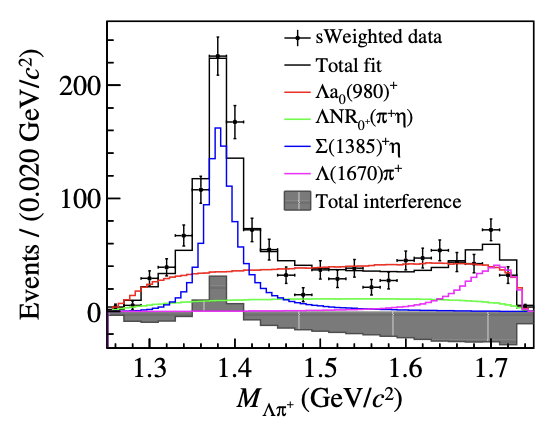 Events / (0.020 GeV/c²)
200
100
0
sWeighted data
Total fit
Λa₀(980)⁺
ΛNR₀₊(π⁺η)
Σ(1385)⁺η
Λ(1670)π⁺
Total interference
1.3 1.4 1.5 1.6 1.7
M_Λπ⁺ (GeV/c²)